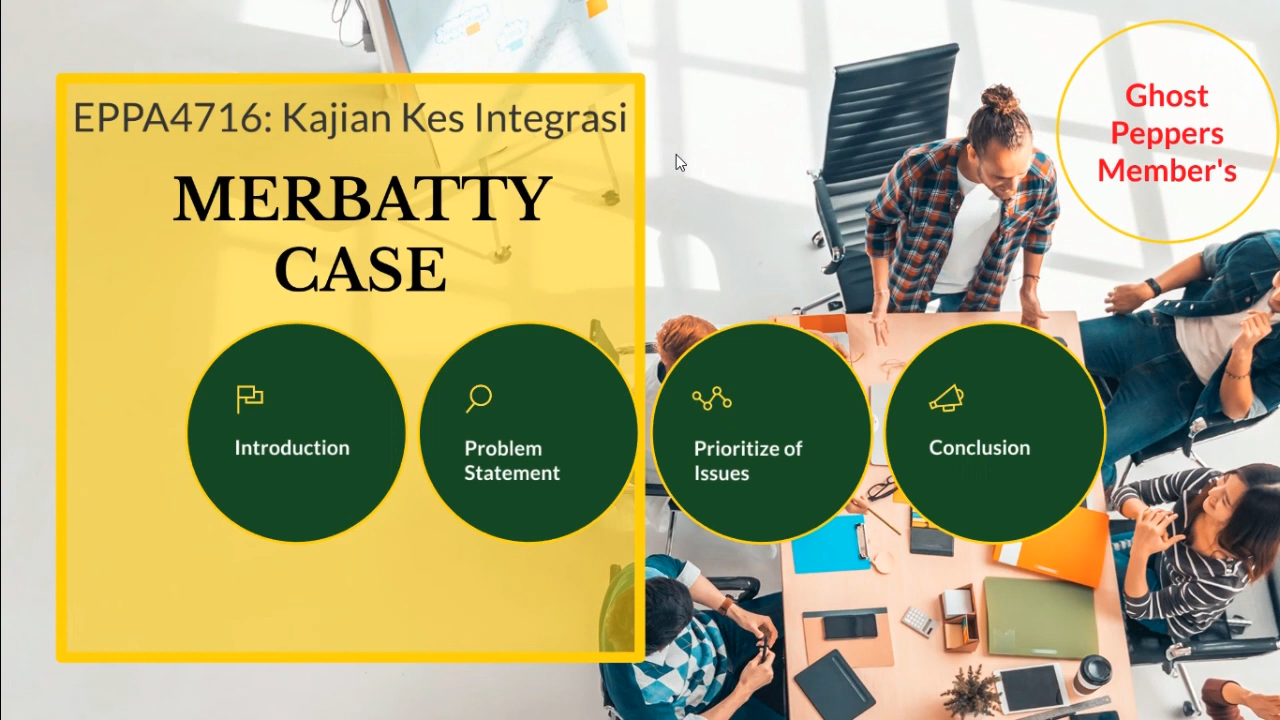 EPPA4716: Kajian Kes Integrasi
MERBATTY
CASE
Ghost
Peppers
Member's
Introduction
Problem
Statement
Prioritize of
Issues
Conclusion